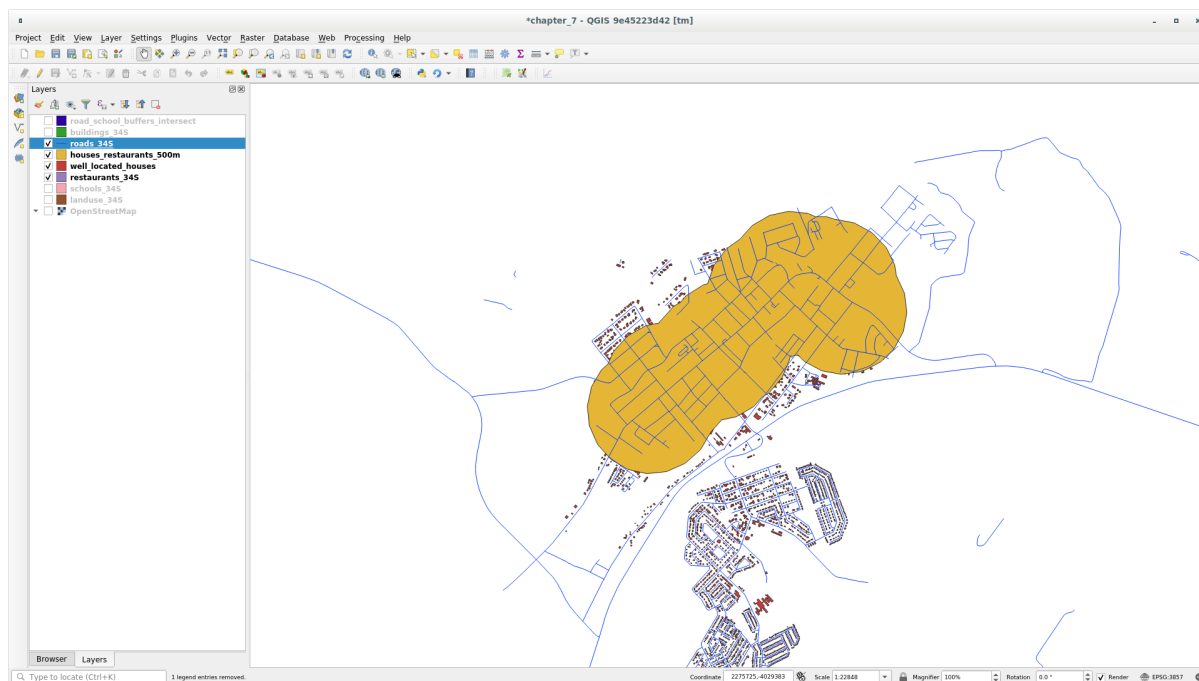 *chapter_7 - QGIS 9e45223d42 [tm]
Project Edit View Layer Settings Plugins Vector Raster Database Web Processing Help
Layers
road_school_buffers_intersect
buildings_34S
roads_34S
houses_restaurants_500m
well_located_houses
restaurants_34S
schools_34S
landuse_34S
OpenStreetMap
Browser Layers
Type to locate (Ctrl+K) 1 legend entries removed. Coordinate 2275725,-4029383 Scale 1:22848 Magnifier 100% Rotation 0.0 ° Render EPSG:3857